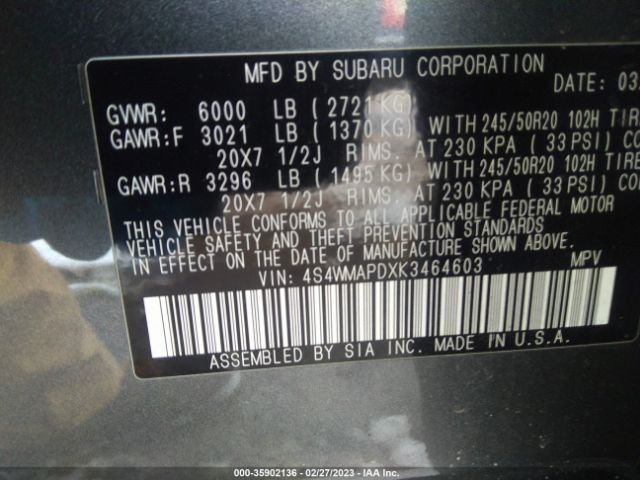 MFD BY SUBARU CORPORATION
DATE: 03
GVWR: 6000 LB (2721 KG)
GAWR:F 3021 LB (1370 KG) WITH 245/50R20 102H TIRE
20X7 1/2J RIMS. AT 230 KPA (33 PSI) CO
GAWR:R 3296 LB (1495 KG) WITH 245/50R20 102H TIRE
20X7 1/2J RIMS. AT 230 KPA (33 PSI) CO
THIS VEHICLE CONFORMS TO ALL APPLICABLE FEDERAL MOTOR
VEHICLE SAFETY AND THEFT PREVENTION STANDARDS
IN EFFECT ON THE DATE OF MANUFACTURE SHOWN ABOVE.
VIN: 4S4WMAPDXK3464603 MPV
ASSEMBLED BY SIA INC. MADE IN U.S.A.
000-35902136 - 02/27/2023 - IAA Inc.